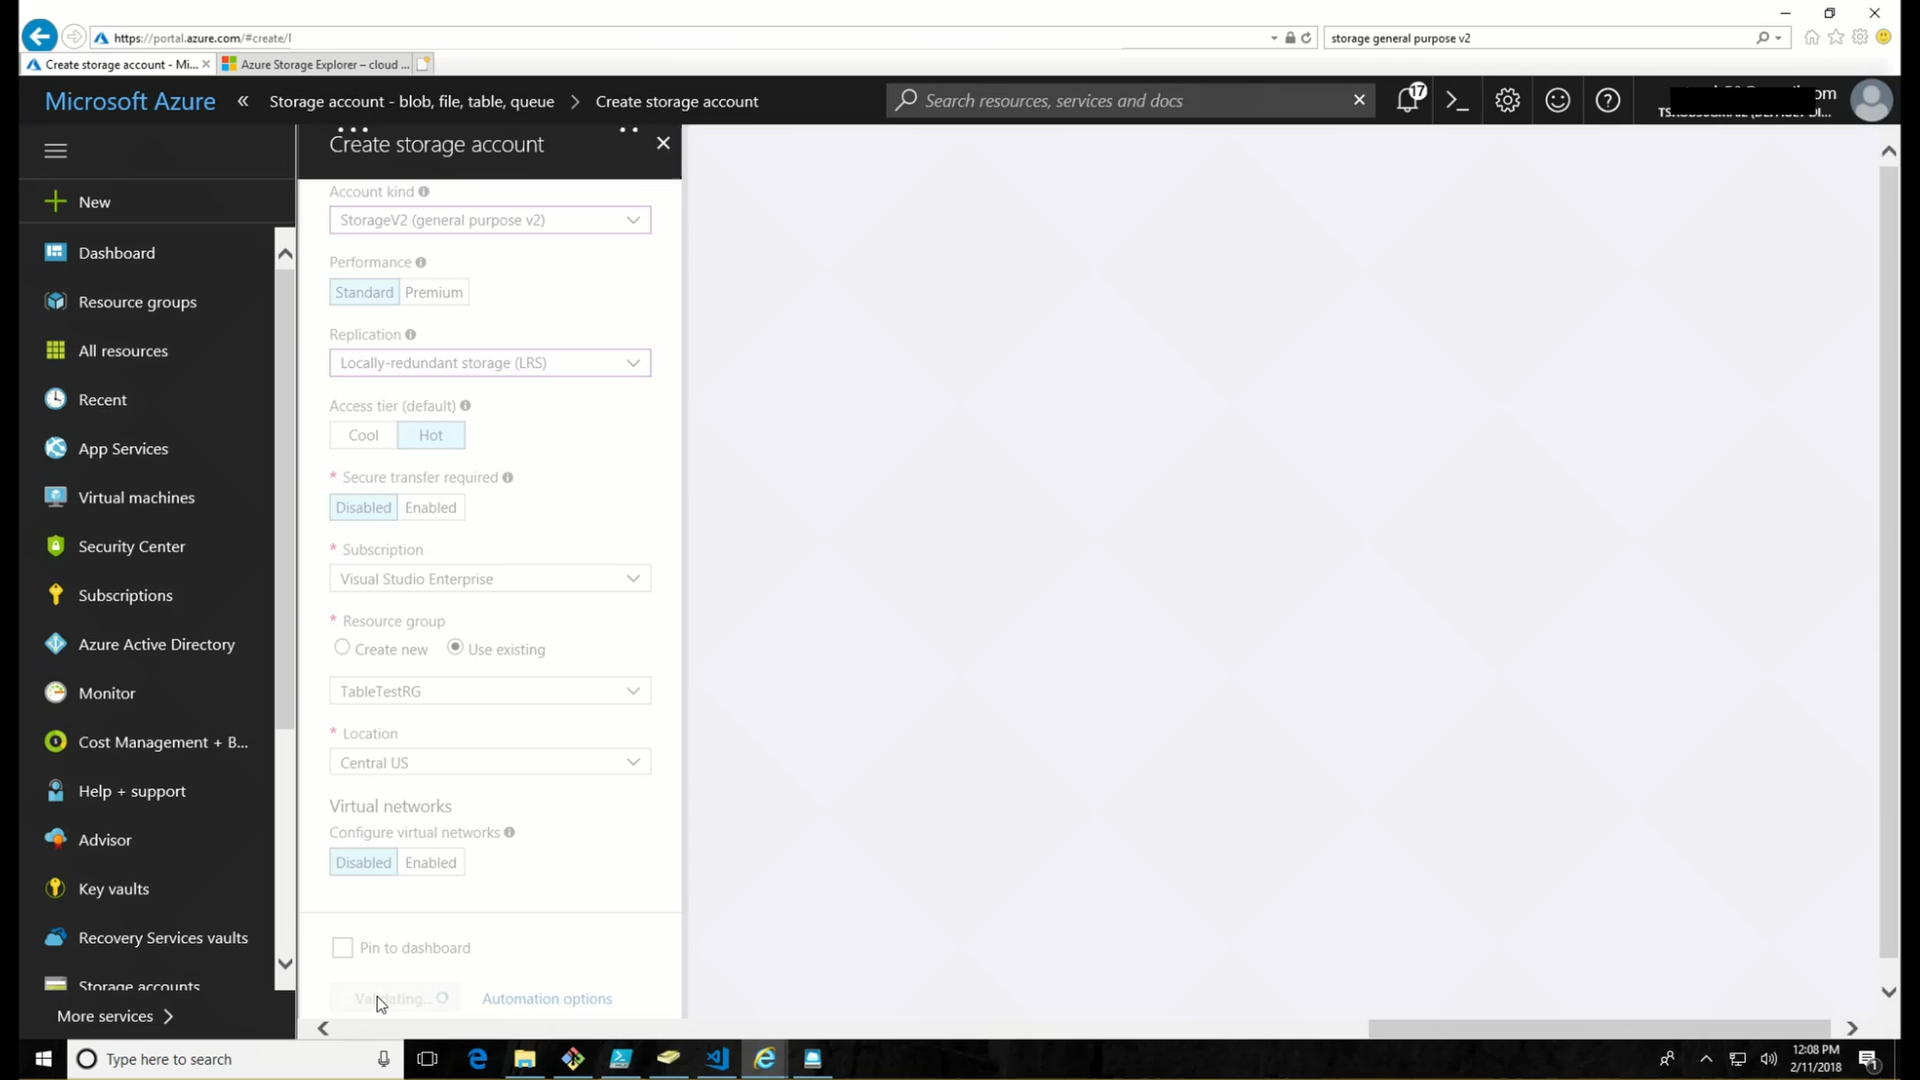 https://portal.azure.com/#create/l
storage general purpose v2
Create storage account - Mi...
Azure Storage Explorer – cloud ...
Microsoft Azure
Storage account - blob, file, table, queue
Create storage account
Search resources, services and docs
17
om
Create storage account
New
Dashboard
Resource groups
All resources
Recent
App Services
Virtual machines
Security Center
Subscriptions
Azure Active Directory
Monitor
Cost Management + B...
Help + support
Advisor
Key vaults
Recovery Services vaults
Storage accounts
More services
Account kind
StorageV2 (general purpose v2)
Performance
Standard Premium
Replication
Locally-redundant storage (LRS)
Access tier (default)
Cool Hot
* Secure transfer required
Disabled Enabled
* Subscription
Visual Studio Enterprise
* Resource group
Create new Use existing
TableTestRG
* Location
Central US
Virtual networks
Configure virtual networks
Disabled Enabled
Pin to dashboard
Validating...
Automation options
Type here to search
12:08 PM
2/11/2018
1